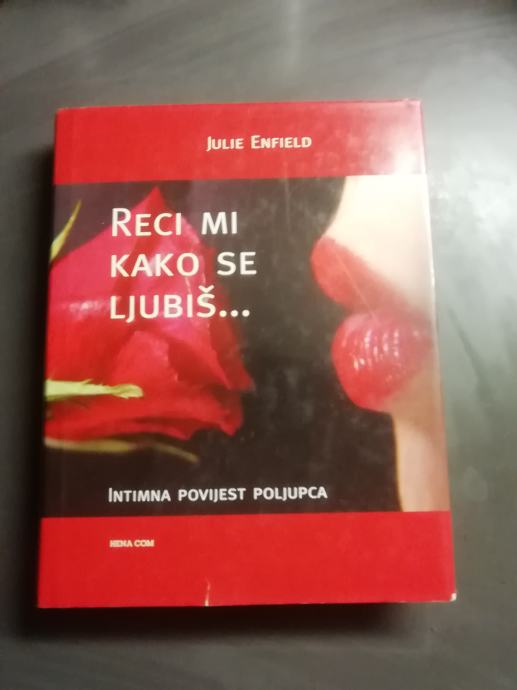 JULIE ENFIELD
RECI MI
KAKO SE
LJUBIŠ...
INTIMNA POVIJEST POLJUPCA
HENA COM